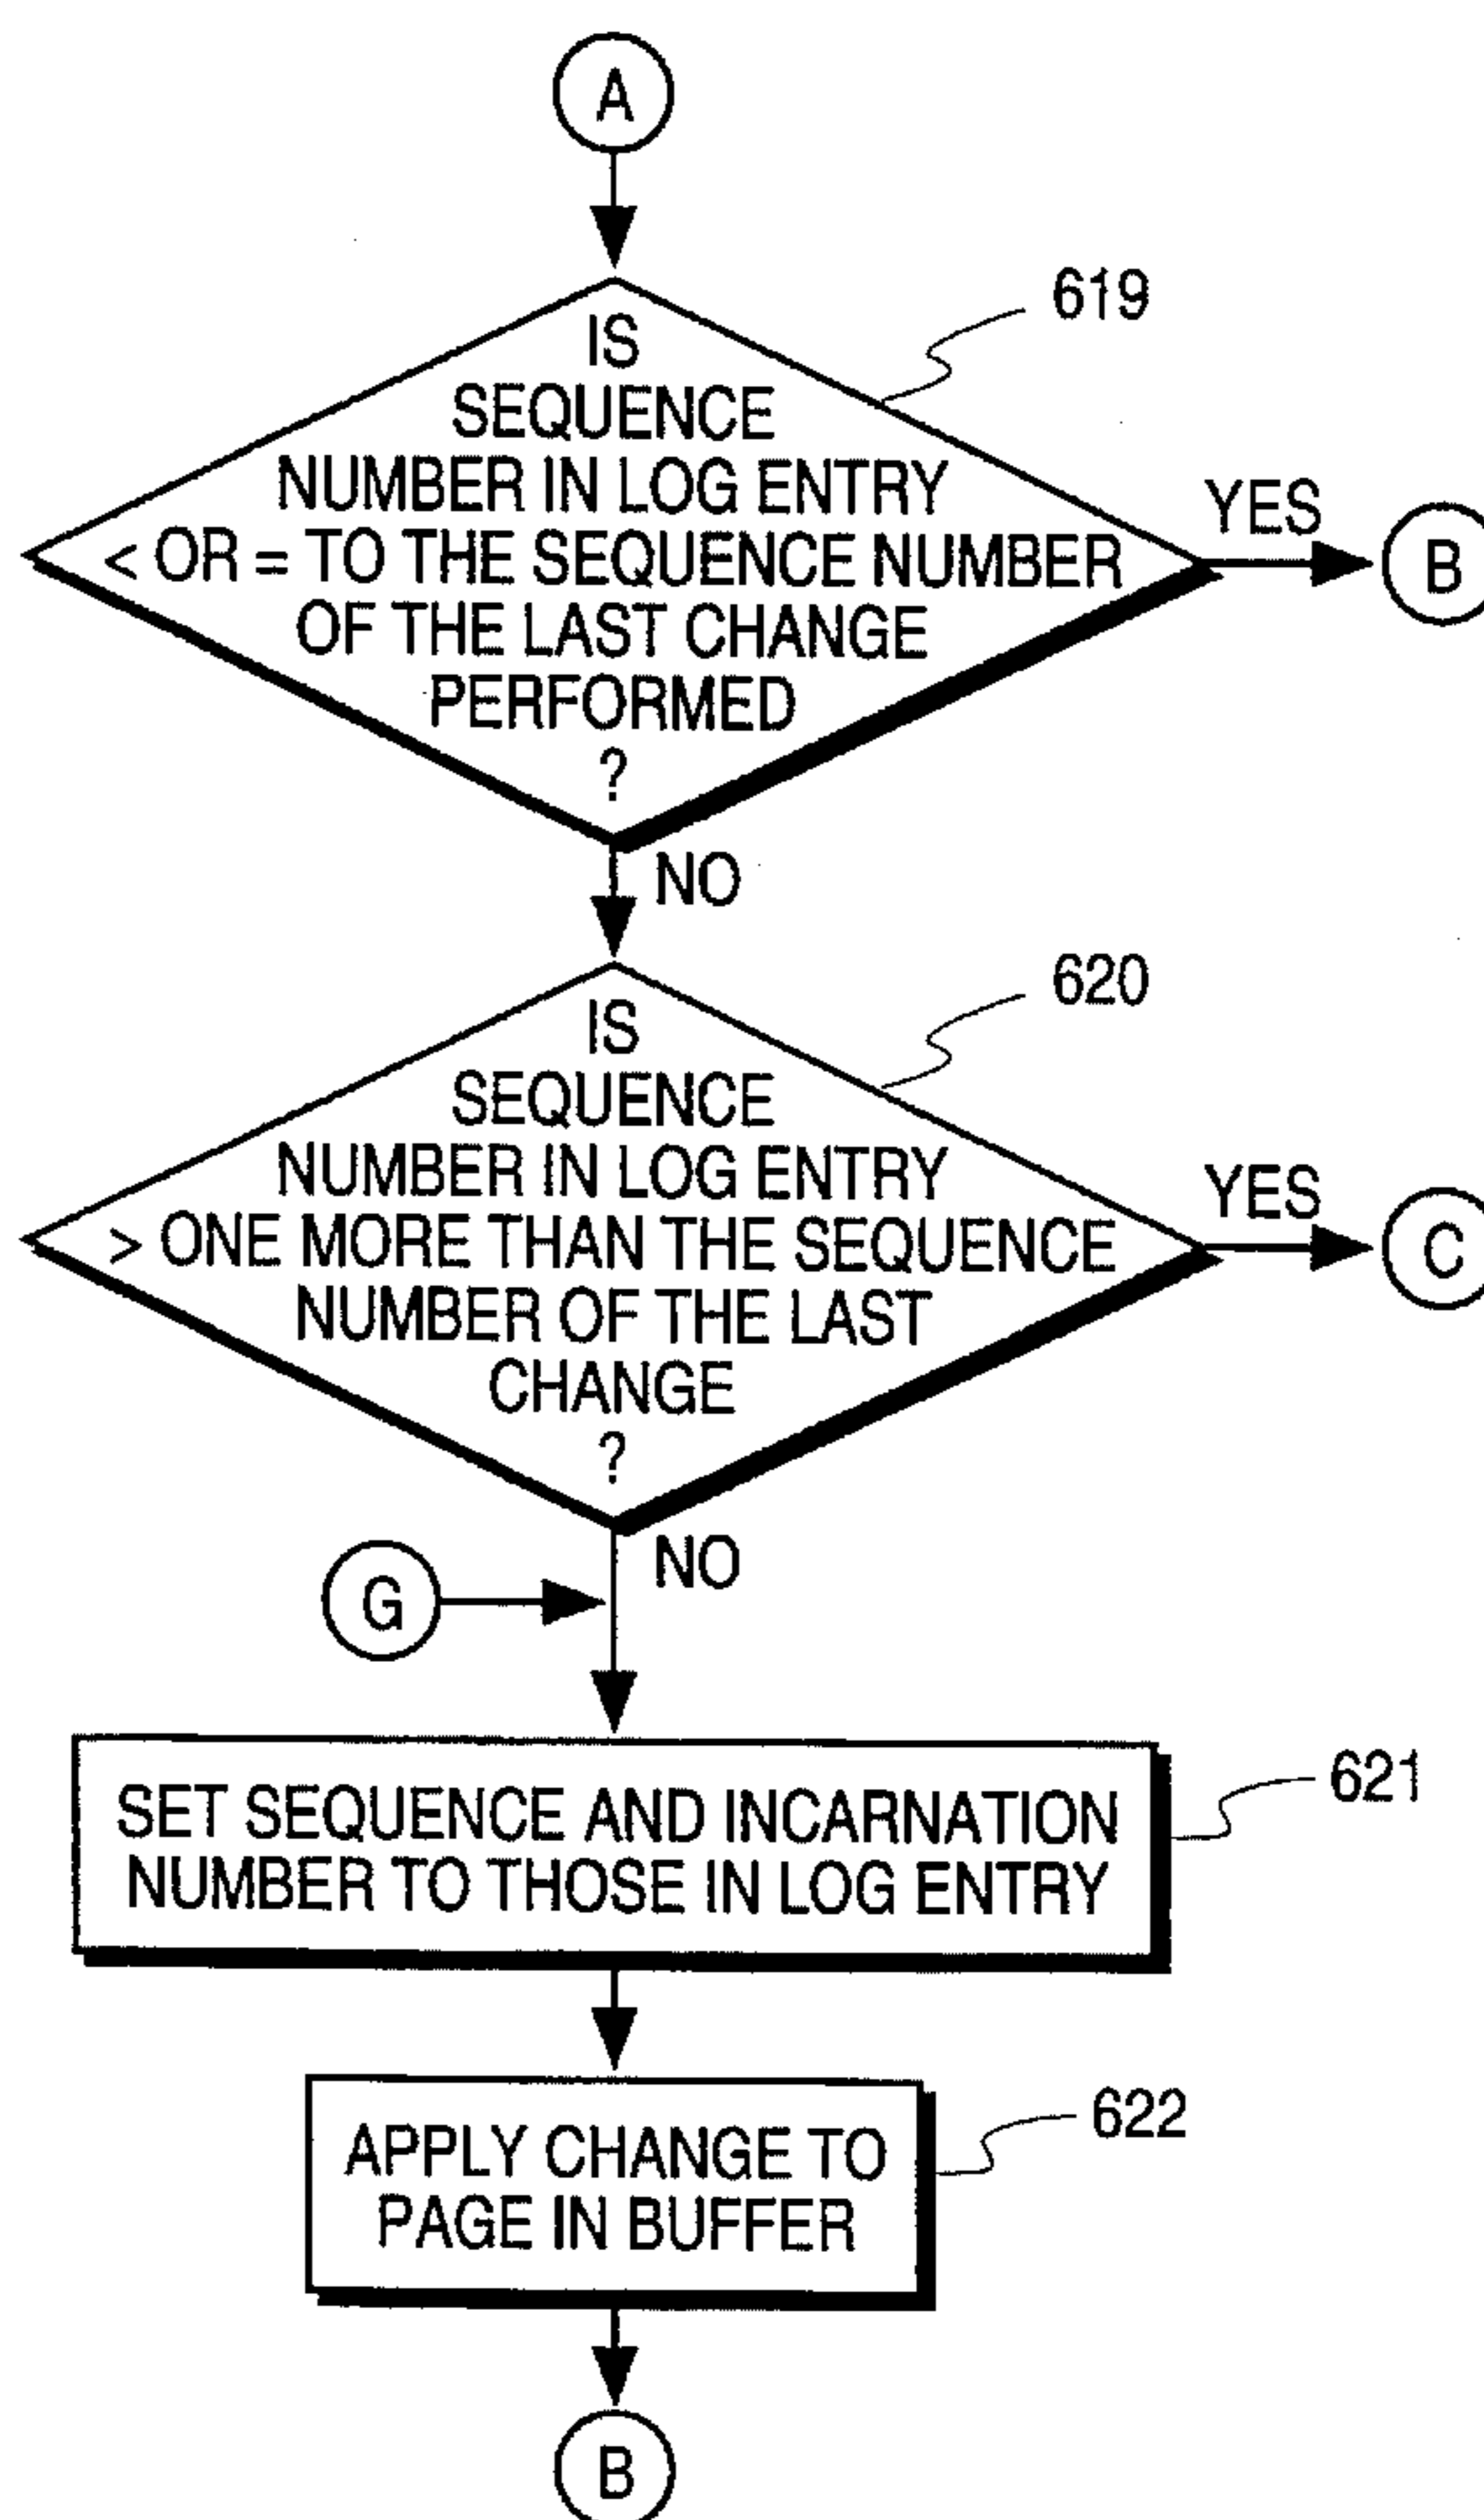 A
619
IS
SEQUENCE
NUMBER IN LOG ENTRY
< OR = TO THE SEQUENCE NUMBER
OF THE LAST CHANGE
PERFORMED
?
YES
B
NO
620
IS
SEQUENCE
NUMBER IN LOG ENTRY
> ONE MORE THAN THE SEQUENCE
NUMBER OF THE LAST
CHANGE
?
YES
C
NO
G
621
SET SEQUENCE AND INCARNATION
NUMBER TO THOSE IN LOG ENTRY
622
APPLY CHANGE TO
PAGE IN BUFFER
B